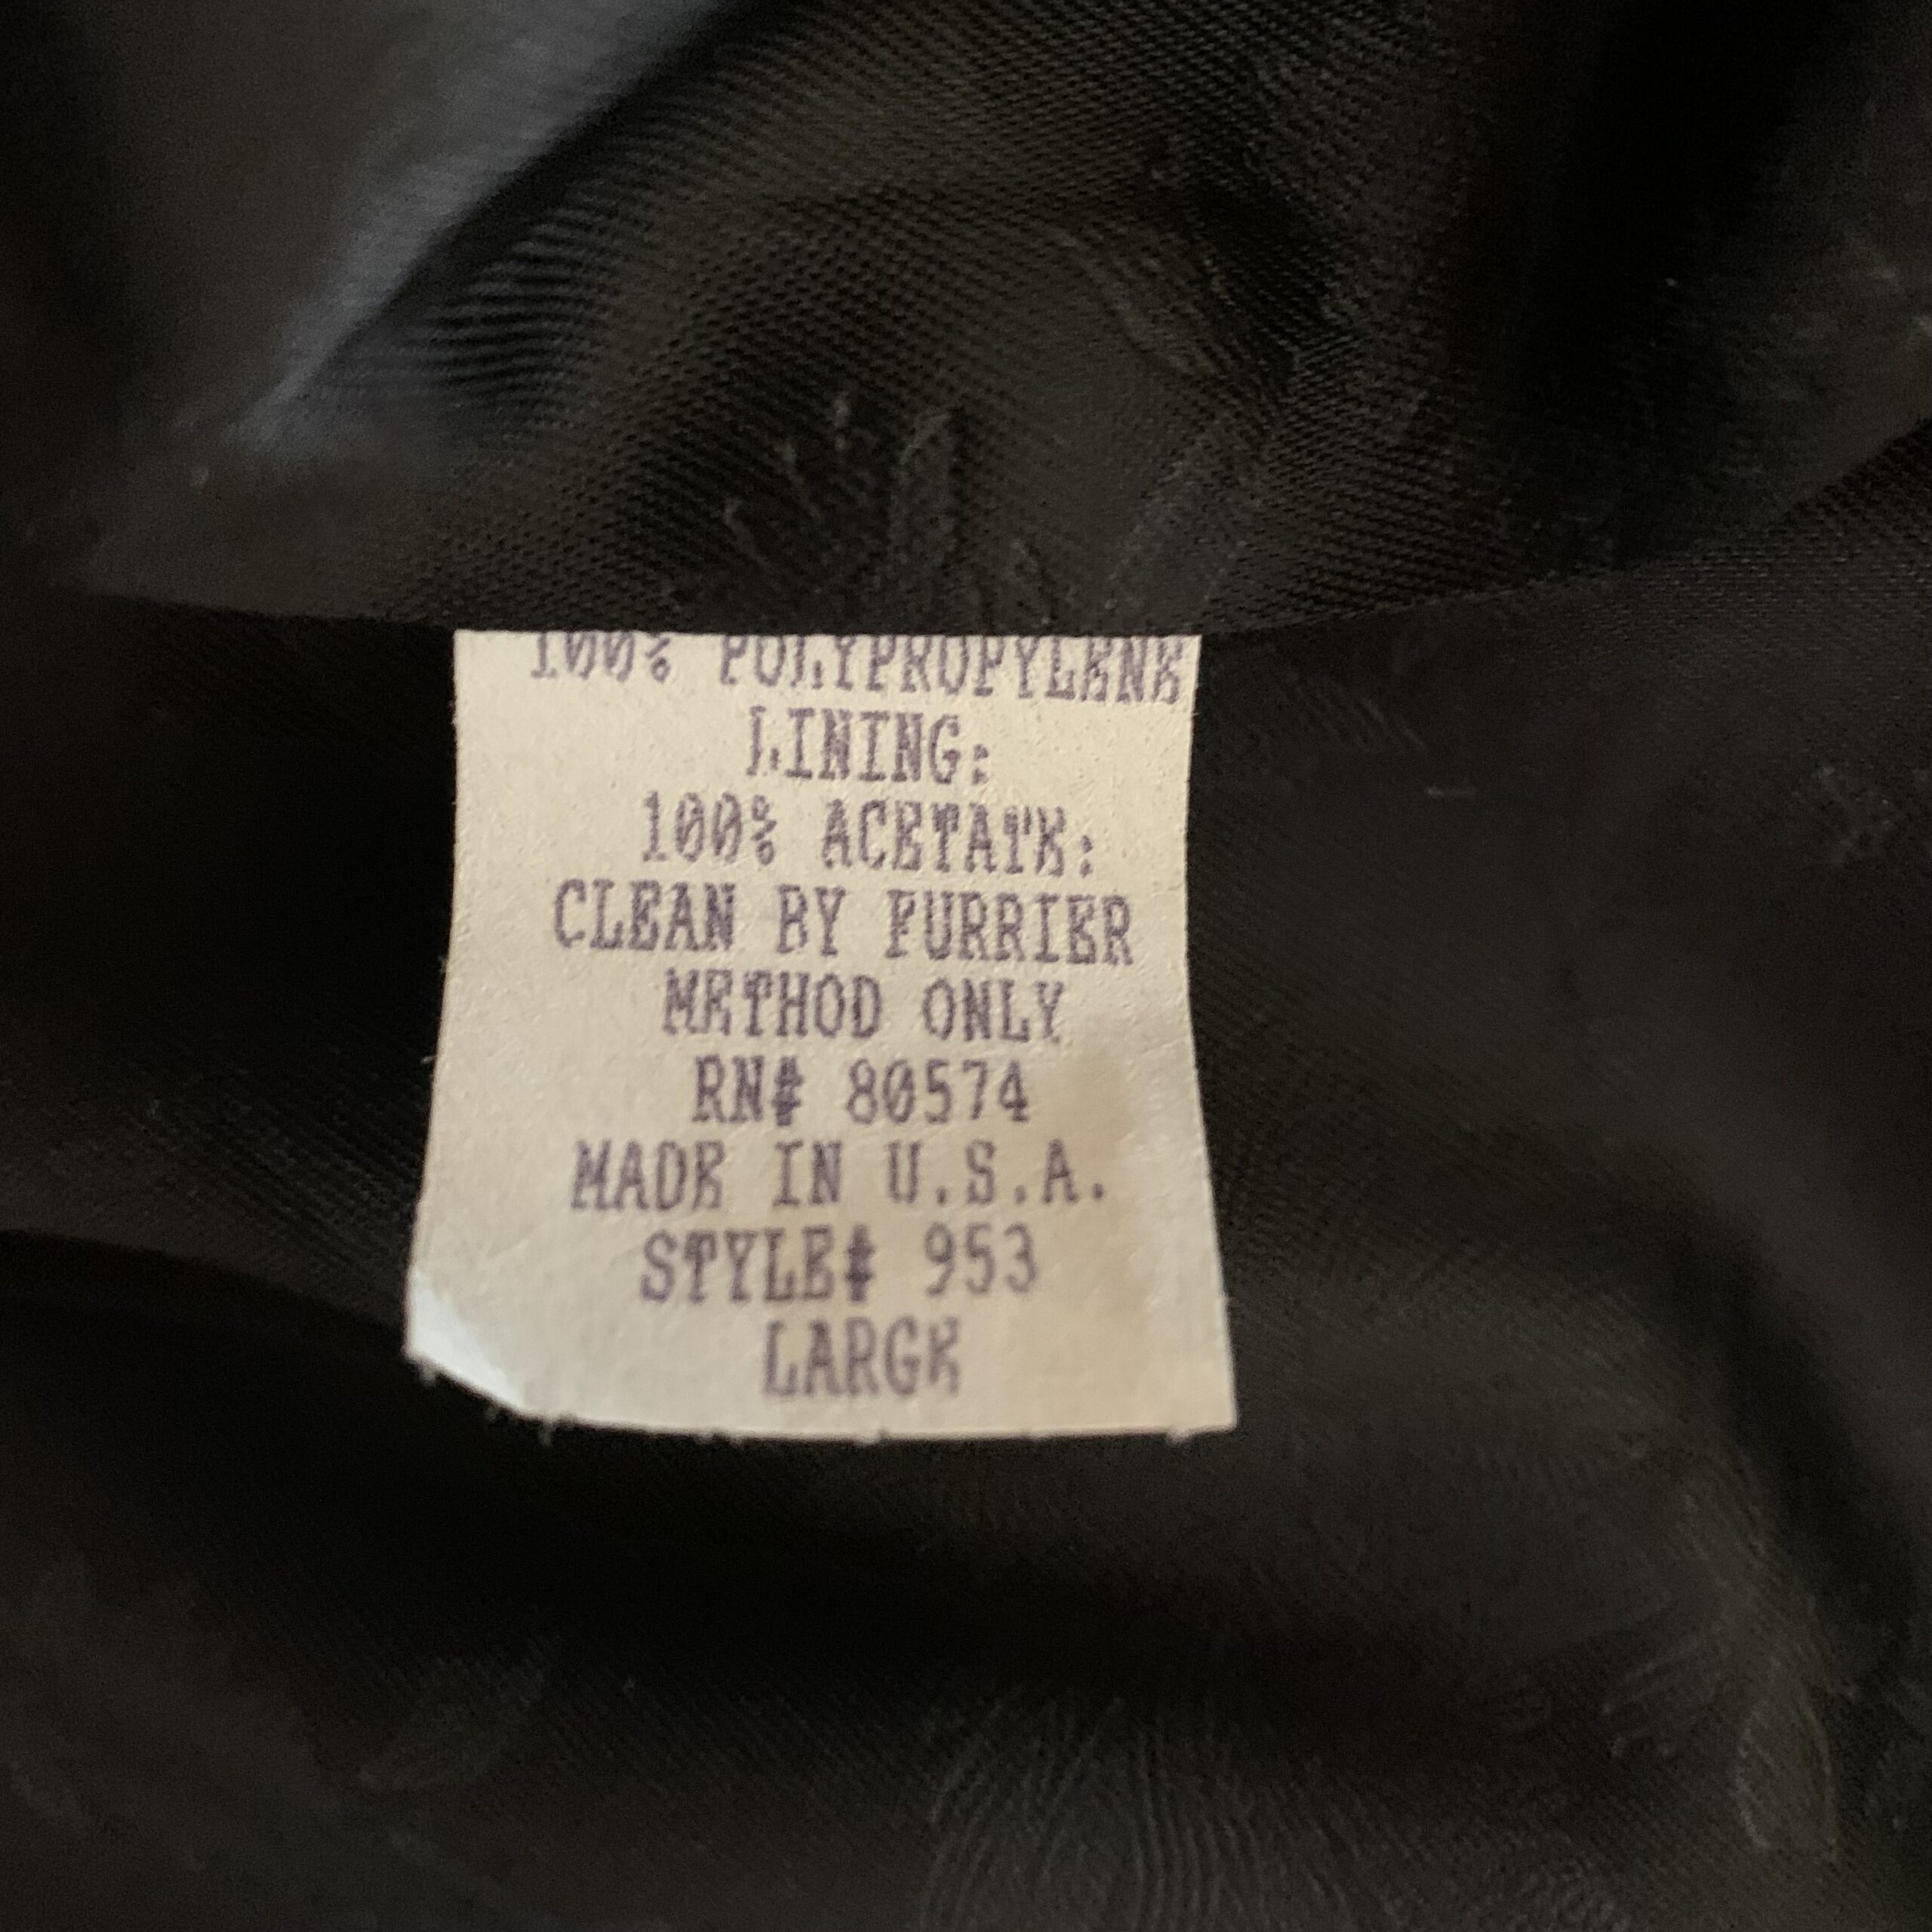 100% POLYPROPYLENE
LINING:
100% ACETATE:
CLEAN BY FURRIER
METHOD ONLY
RN# 80574
MADE IN U.S.A.
STYLE# 953
LARGE